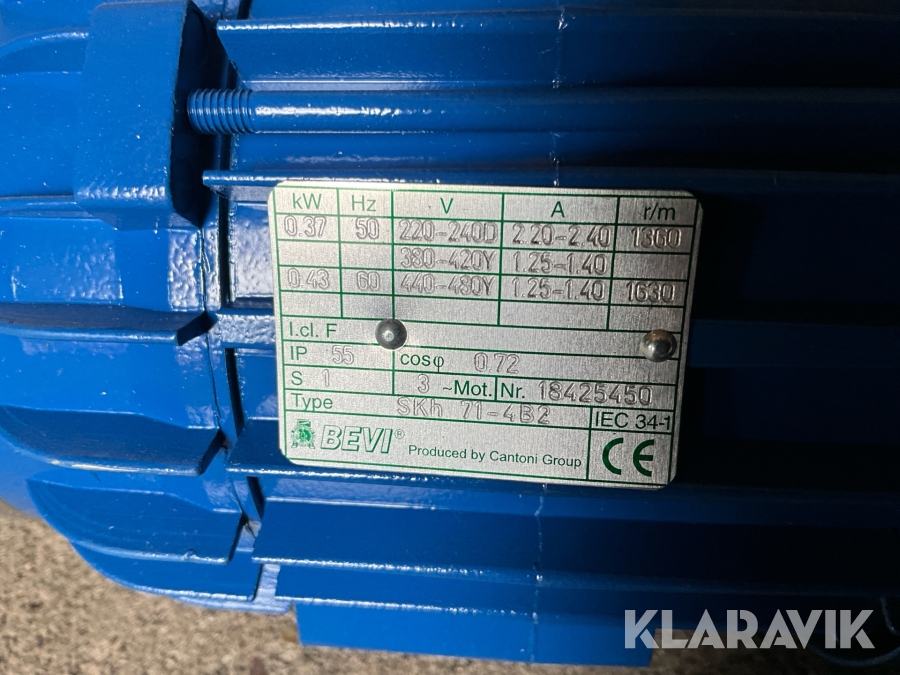 kW Hz V A r/m
0.37 50 220-240D 2.20-2.40 1360
380-420Y 1.25-1.40
0.43 60 440-480Y 1.25-1.40 1630
I.cl. F
IP 55 cosφ 0.72
S 1 3 ~Mot. Nr. 18425450
Type SKh 71-4B2 IEC 34-1
BEVI® Produced by Cantoni Group CE
KLARAVIK